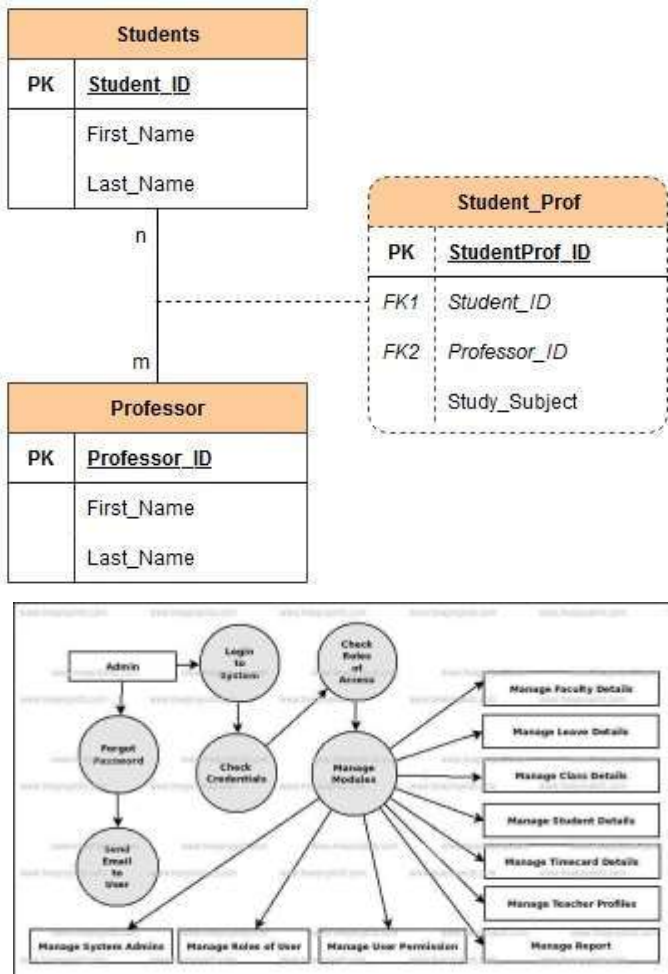 Students
PK Student_ID
First_Name
Last_Name
n
Student_Prof
PK StudentProf_ID
FK1 Student_ID
FK2 Professor_ID
Study_Subject
m
Professor
PK Professor_ID
First_Name
Last_Name
Admin
Login
to
System
Check
Roles
of
Access
Forgot
Password
Check
Credentials
Manage
Modules
Send
Email
to
User
Manage Faculty Details
Manage Leave Details
Manage Class Details
Manage Student Details
Manage Timecard Details
Manage Teacher Profiles
Manage Report
Manage System Admins
Manage Roles of User
Manage User Permission